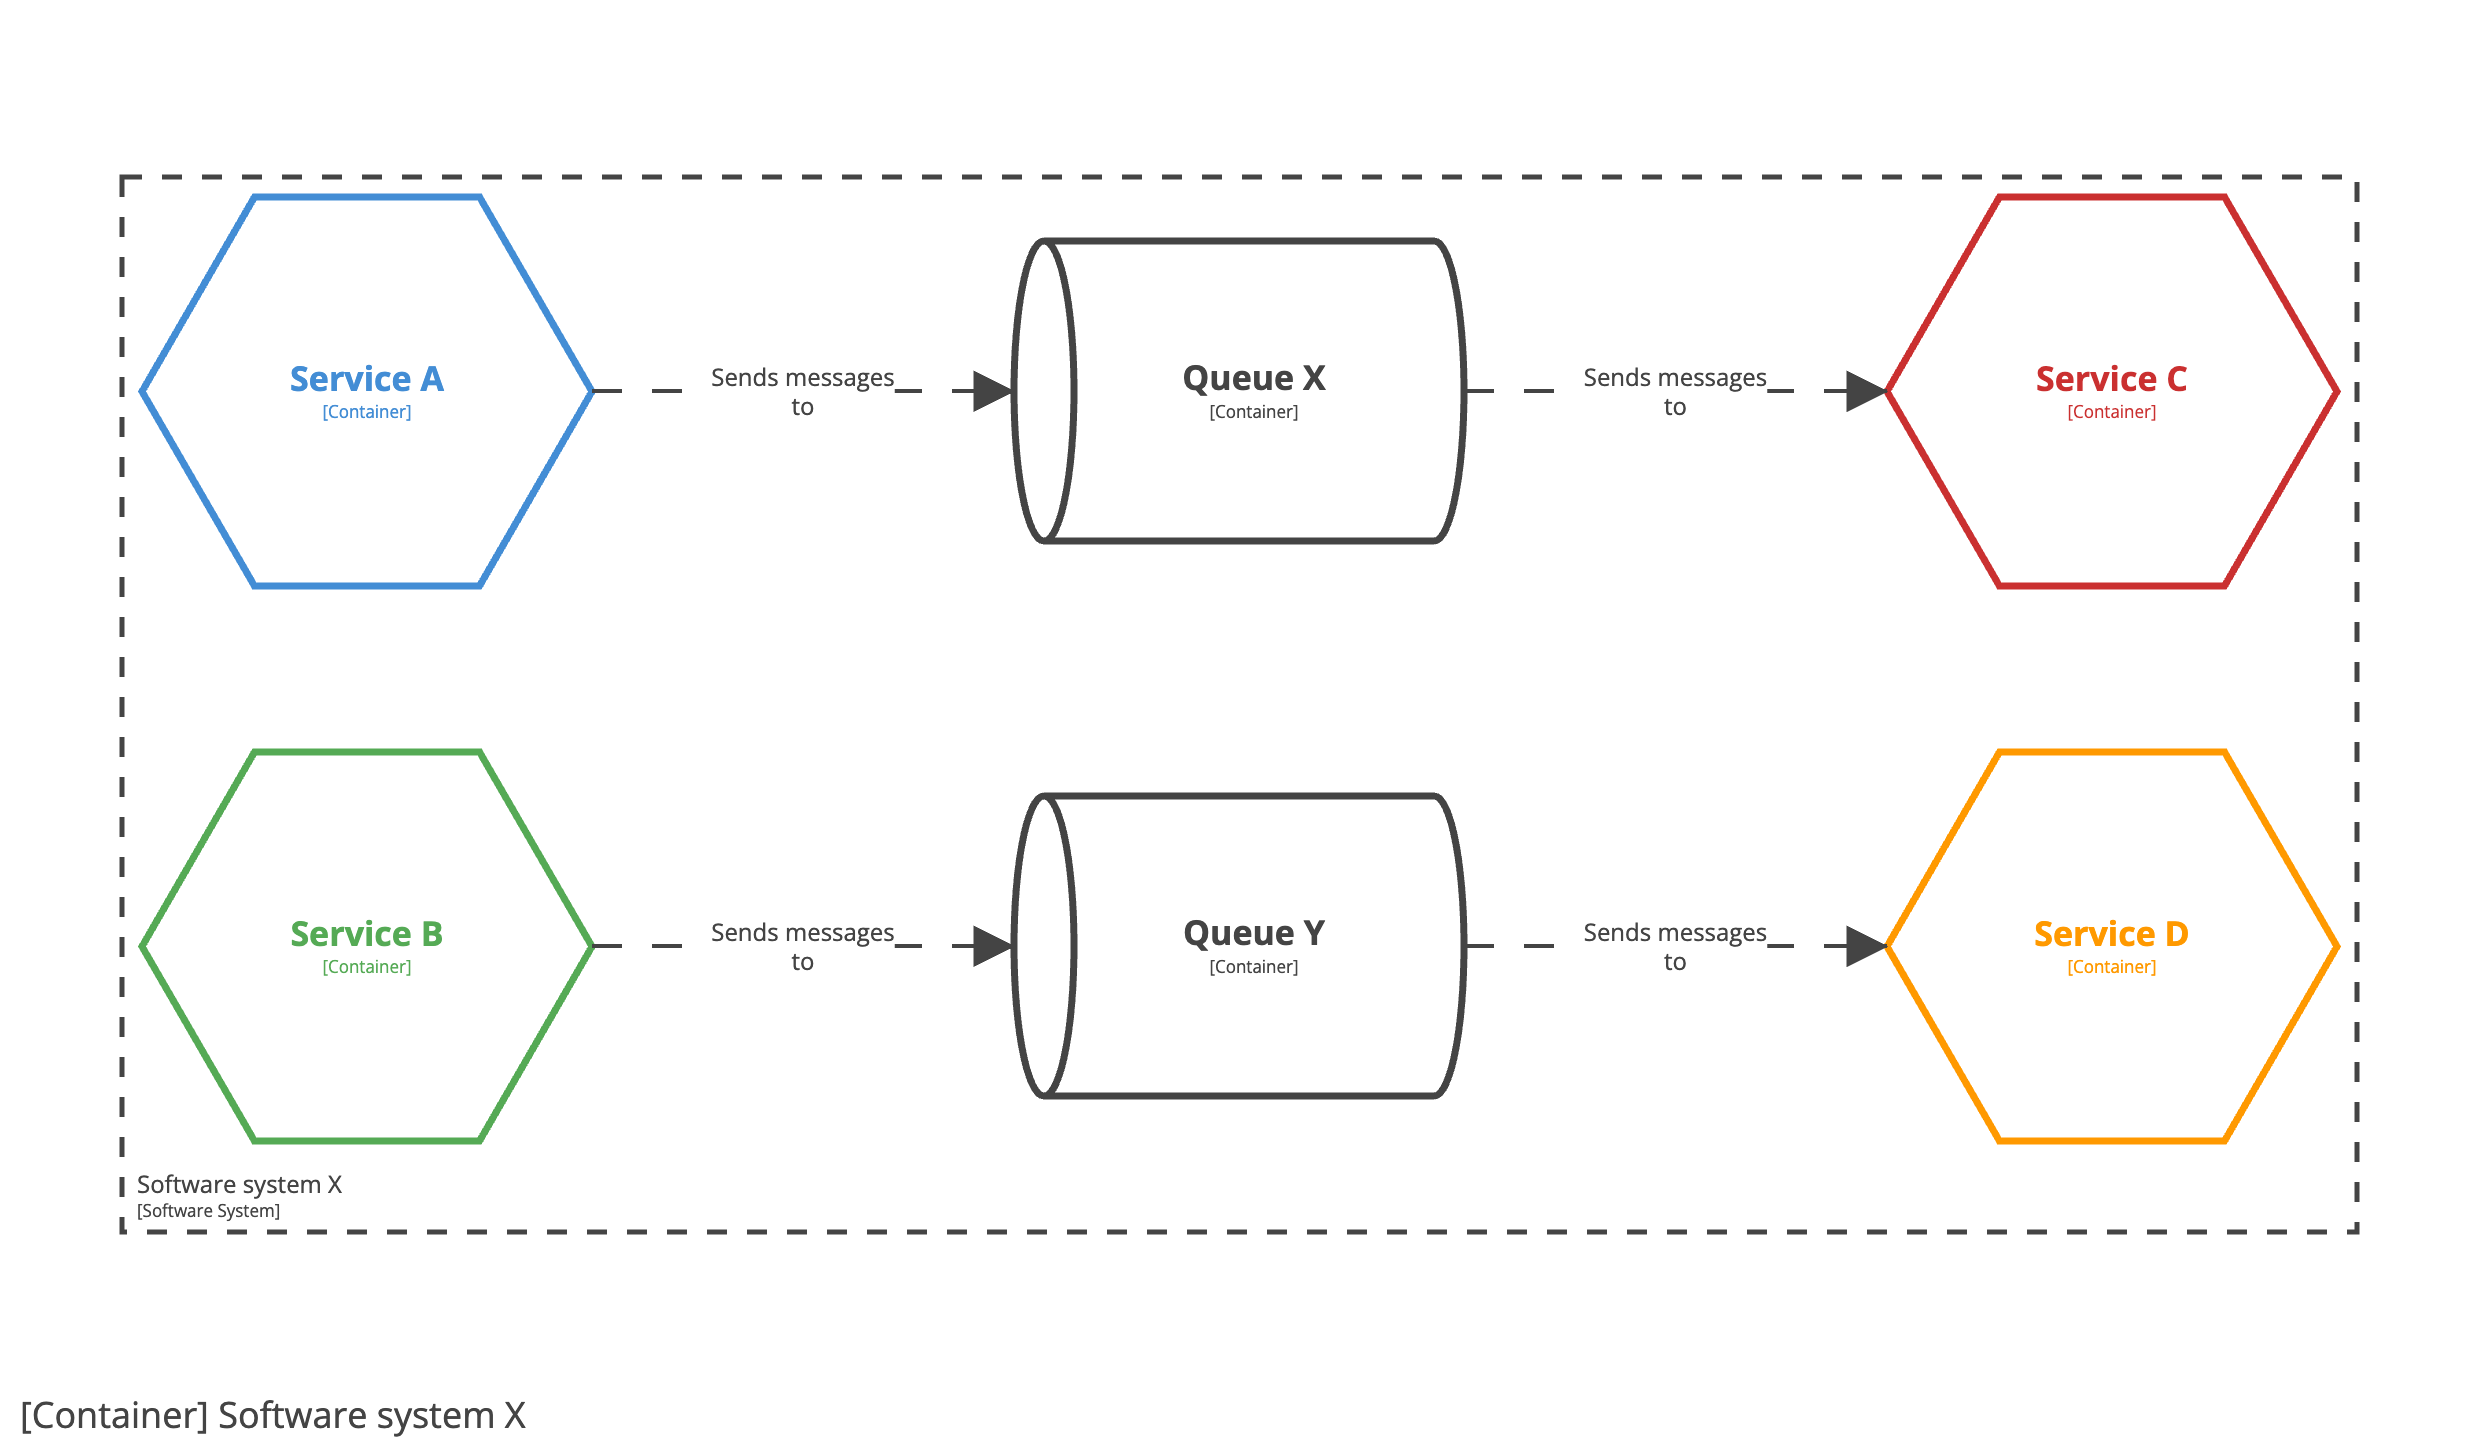 Service A
[Container]
Sends messages
to
Queue X
[Container]
Sends messages
to
Service C
[Container]
Service B
[Container]
Sends messages
to
Queue Y
[Container]
Sends messages
to
Service D
[Container]
Software system X
[Software System]
[Container] Software system X